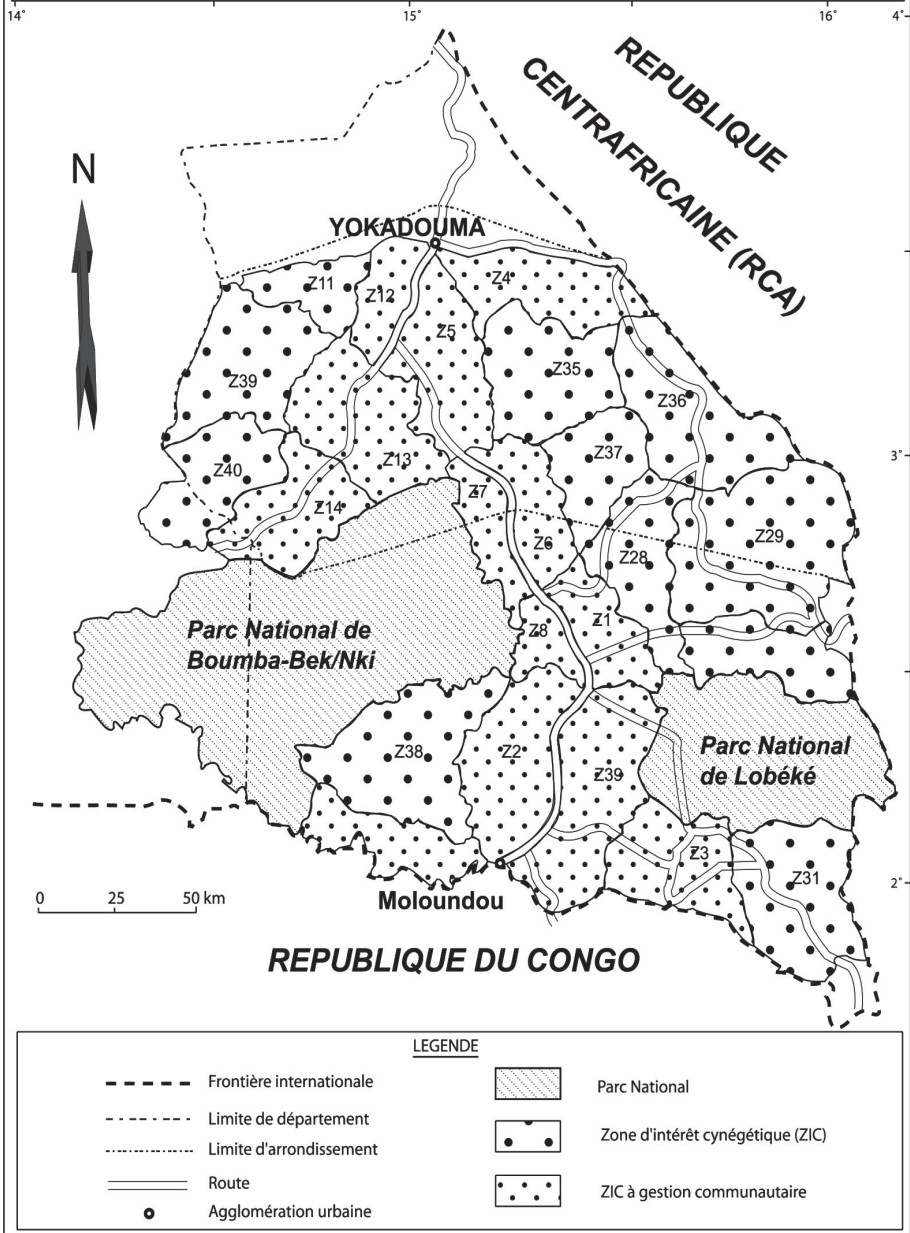 14°
15°
16°
4°
REPUBLIQUE
CENTRAFRICAINE (RCA)
N
YOKADOUMA
Z11
Z12
Z4
Z5
Z39
Z35
Z36
Z40
Z13
Z37
3°
Z7
Z14
Z6
Z28
Z29
Parc National de
Boumba-Bek/Nki
Z8
Z1
Z38
Z2
Z39
Parc National
de Lobéké
Z3
Z31
2°
0 25 50 km
Moloundou
REPUBLIQUE DU CONGO
LEGENDE
Frontière internationale
Limite de département
Limite d'arrondissement
Route
Agglomération urbaine
Parc National
Zone d'intérêt cynégétique (ZIC)
ZIC à gestion communautaire